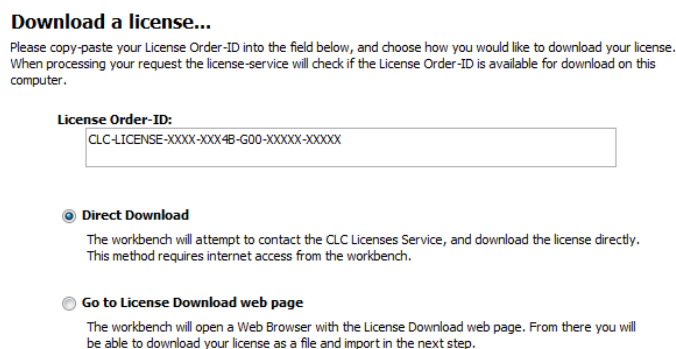 Download a license...
Please copy-paste your License Order-ID into the field below, and choose how you would like to download your license.
When processing your request the license-service will check if the License Order-ID is available for download on this
computer.
License Order-ID:
CLC-LICENSE-XXXX-XXX4B-G00-XXXXX-XXXXX
Direct Download
The workbench will attempt to contact the CLC Licenses Service, and download the license directly.
This method requires internet access from the workbench.
Go to License Download web page
The workbench will open a Web Browser with the License Download web page. From there you will
be able to download your license as a file and import in the next step.